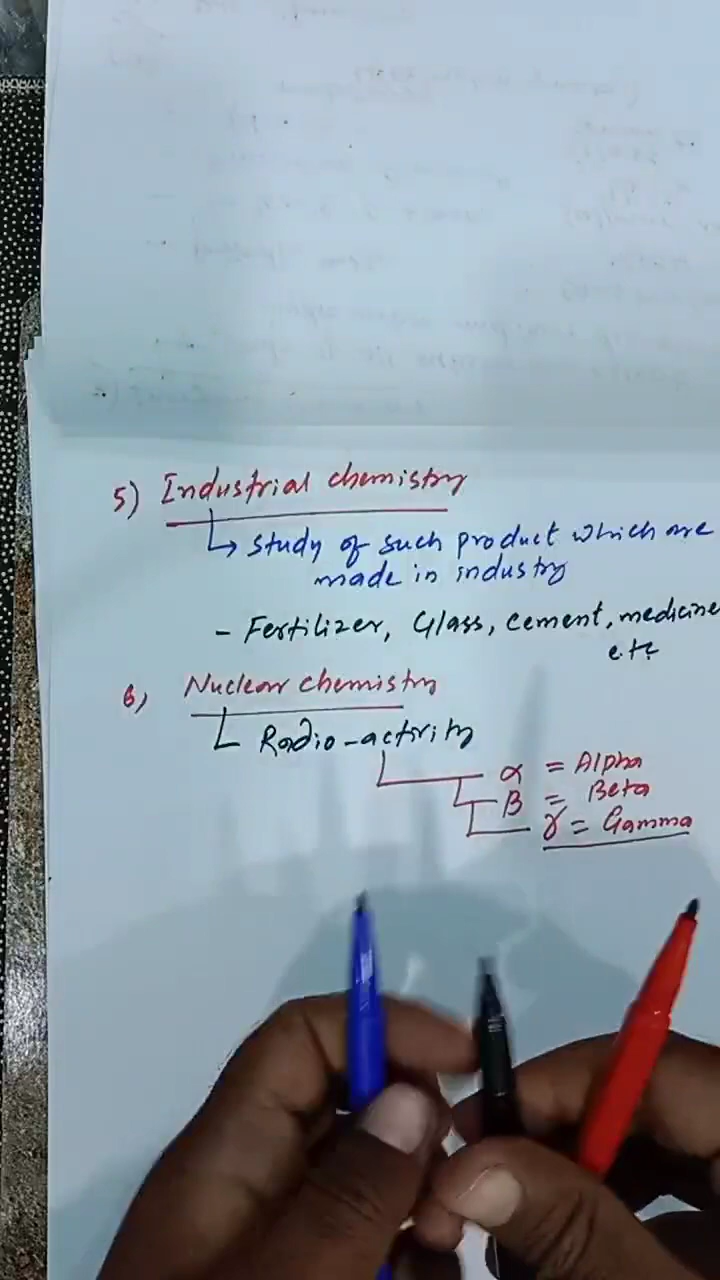 5) Industrial chemistry
↳ study of such product which are
made in industry
- Fertilizer, Glass, cement, medicine
etc
6) Nuclear chemistry
Radio-activity
α = Alpha
B = Beta
γ = Gamma